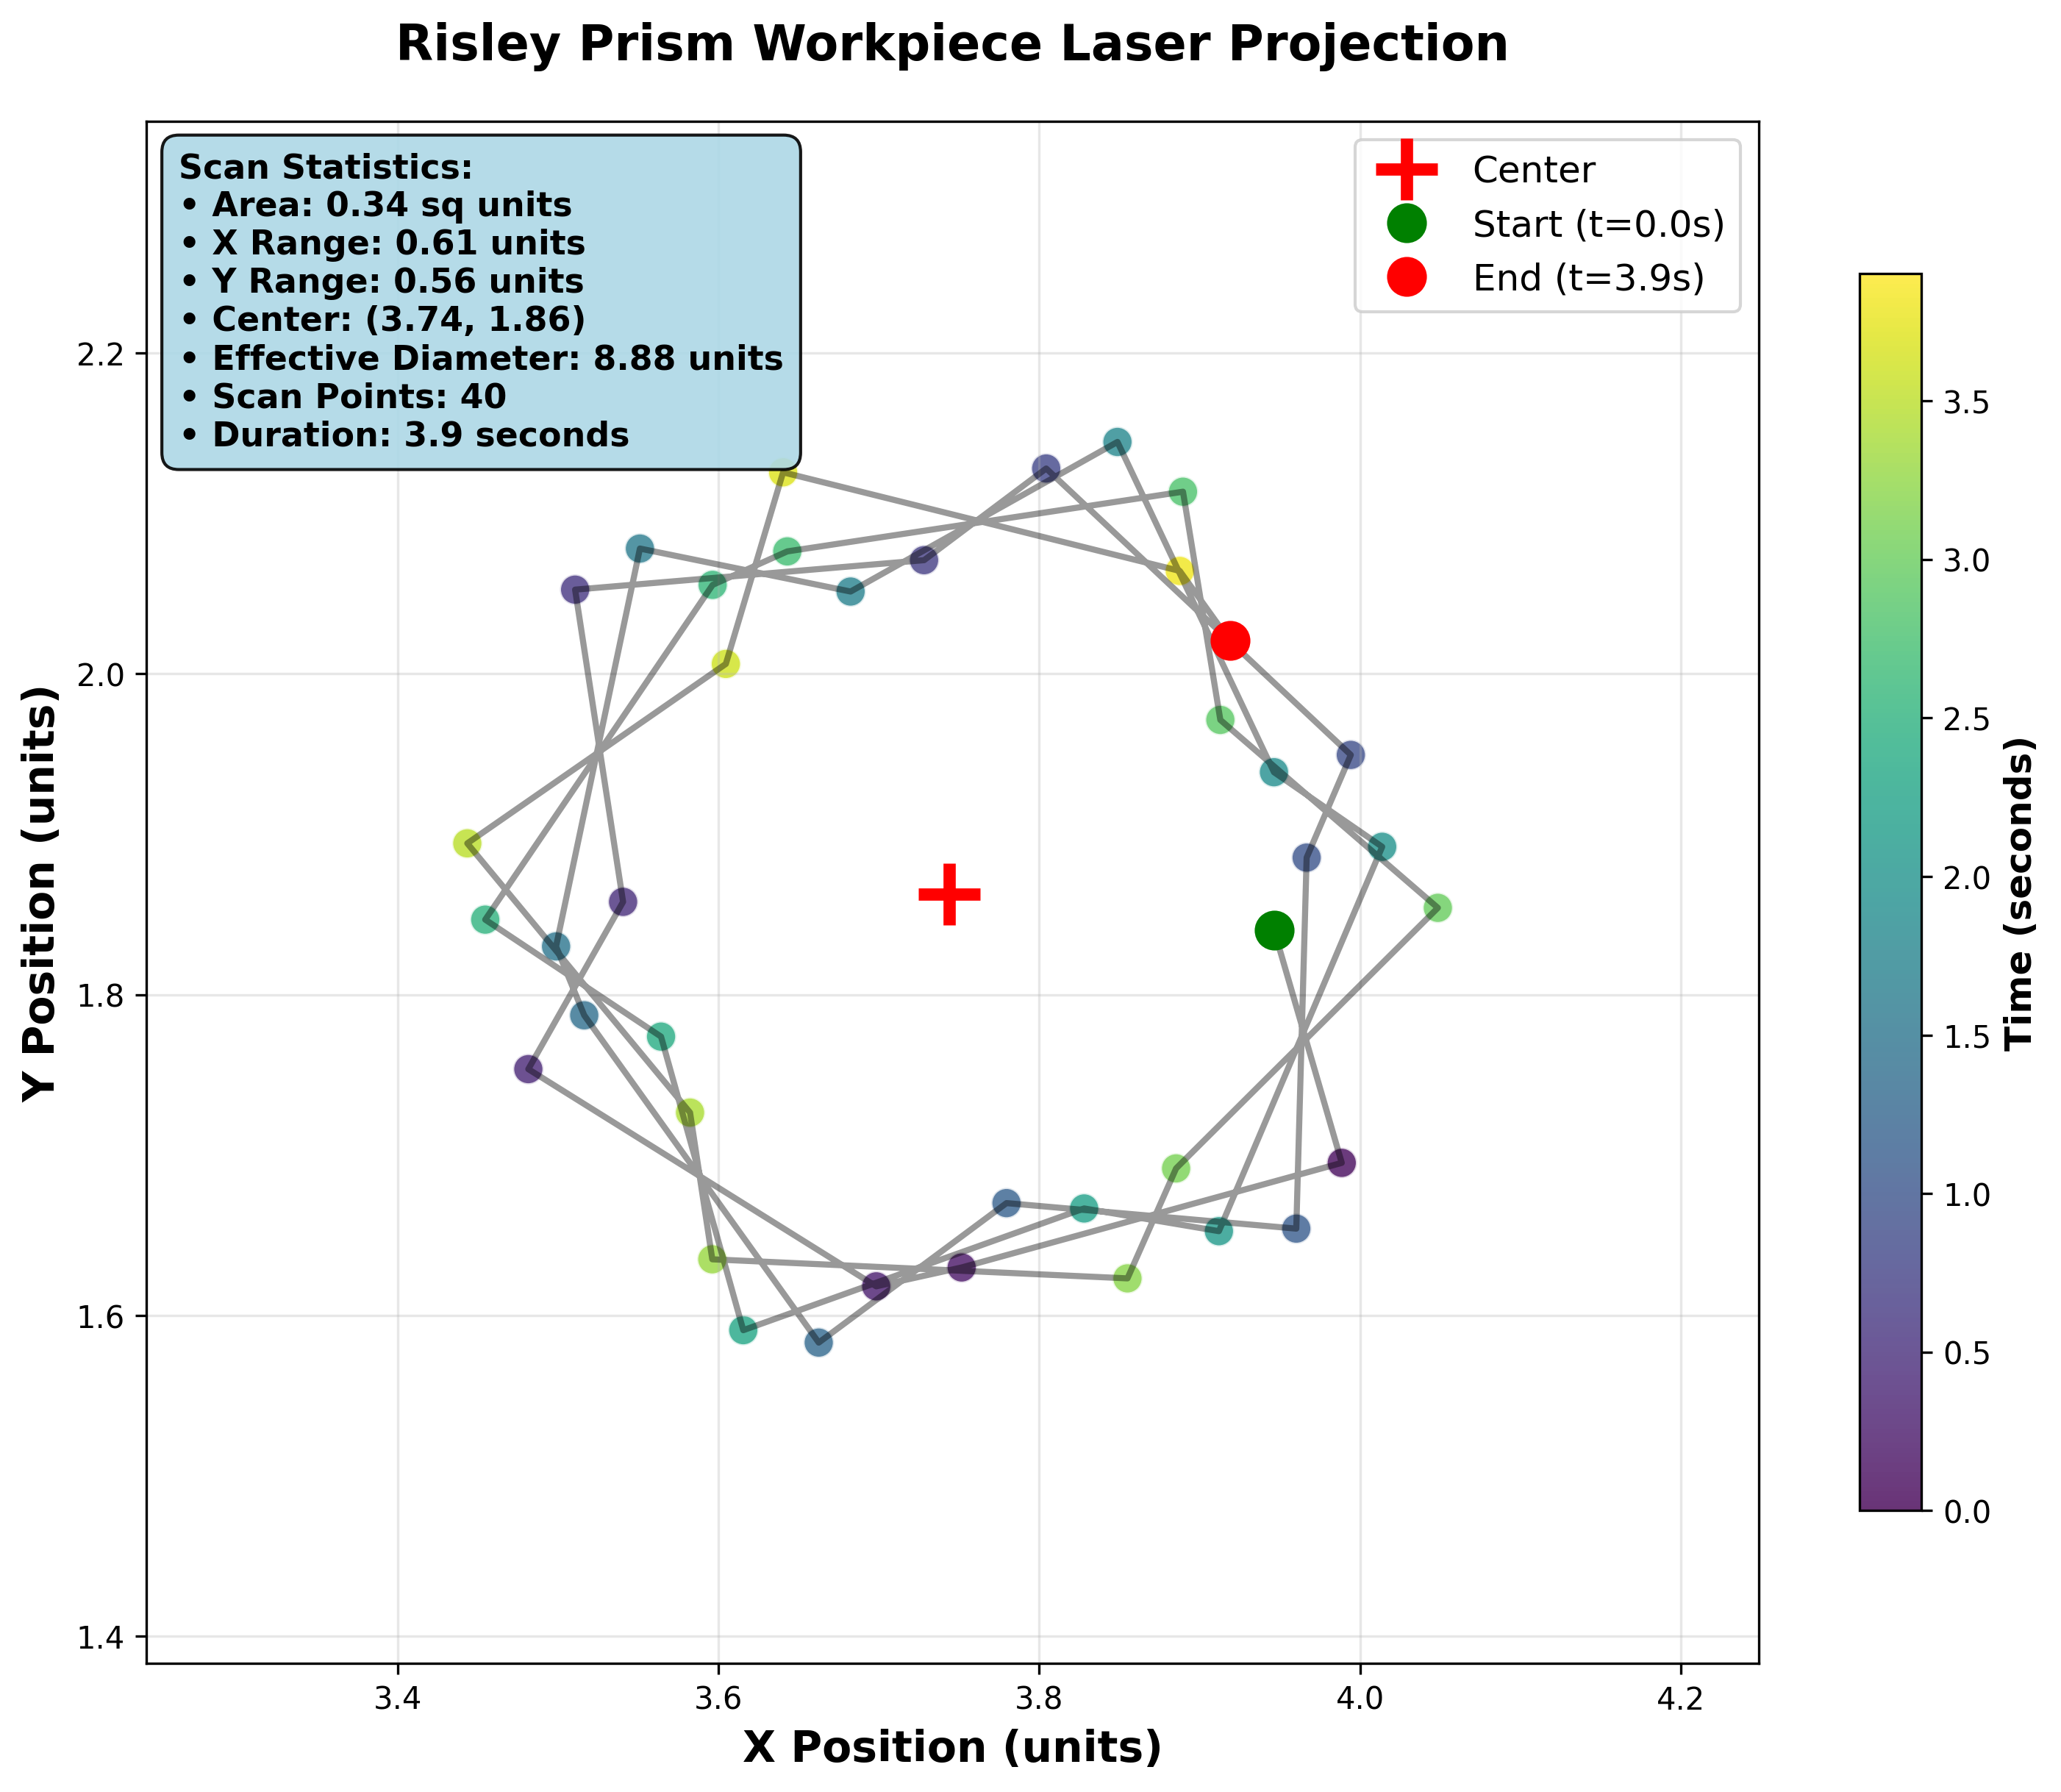 Risley Prism Workpiece Laser Projection
Scan Statistics:
• Area: 0.34 sq units
• X Range: 0.61 units
• Y Range: 0.56 units
• Center: (3.74, 1.86)
• Effective Diameter: 8.88 units
• Scan Points: 40
• Duration: 3.9 seconds
Center
Start (t=0.0s)
End (t=3.9s)
2.2
2.0
1.8
1.6
1.4
Y Position (units)
3.4
3.6
3.8
4.0
4.2
X Position (units)
3.5
3.0
2.5
2.0
1.5
1.0
0.5
0.0
Time (seconds)